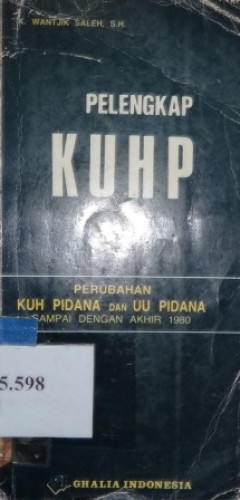 K. WANTJIK SALEH, S.H.
PELENGKAP
KUHP
PERUBAHAN
KUH PIDANA DAN UU PIDANA
SAMPAI DENGAN AKHIR 1980
5.598
GHALIA INDONESIA